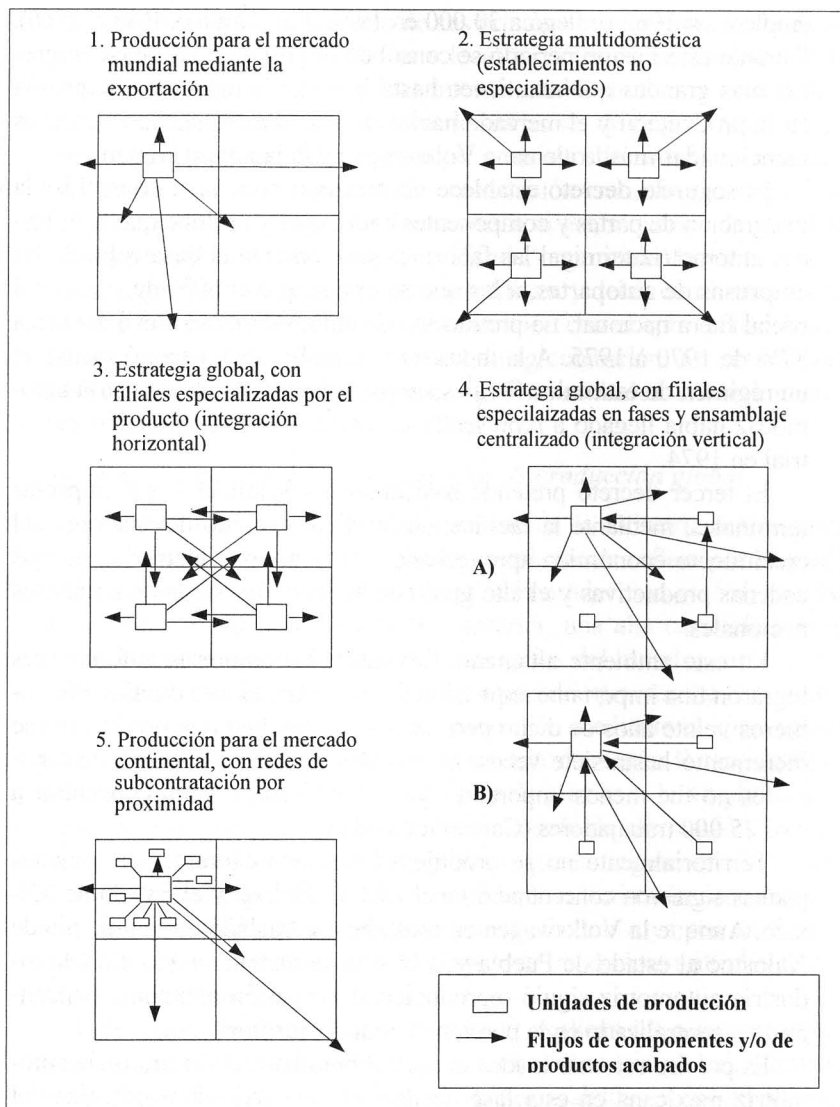 1. Producción para el mercado
mundial mediante la
exportación
2. Estrategia multidoméstica
(establecimientos no
especializados)
3. Estrategia global, con
filiales especializadas por el
producto (integración
horizontal)
4. Estrategia global, con filiales
especilaizadas en fases y ensamblaje
centralizado (integración vertical)
A)
5. Producción para el mercado
continental, con redes de
subcontratación por
proximidad
B)
Unidades de producción
Flujos de componentes y/o de
productos acabados